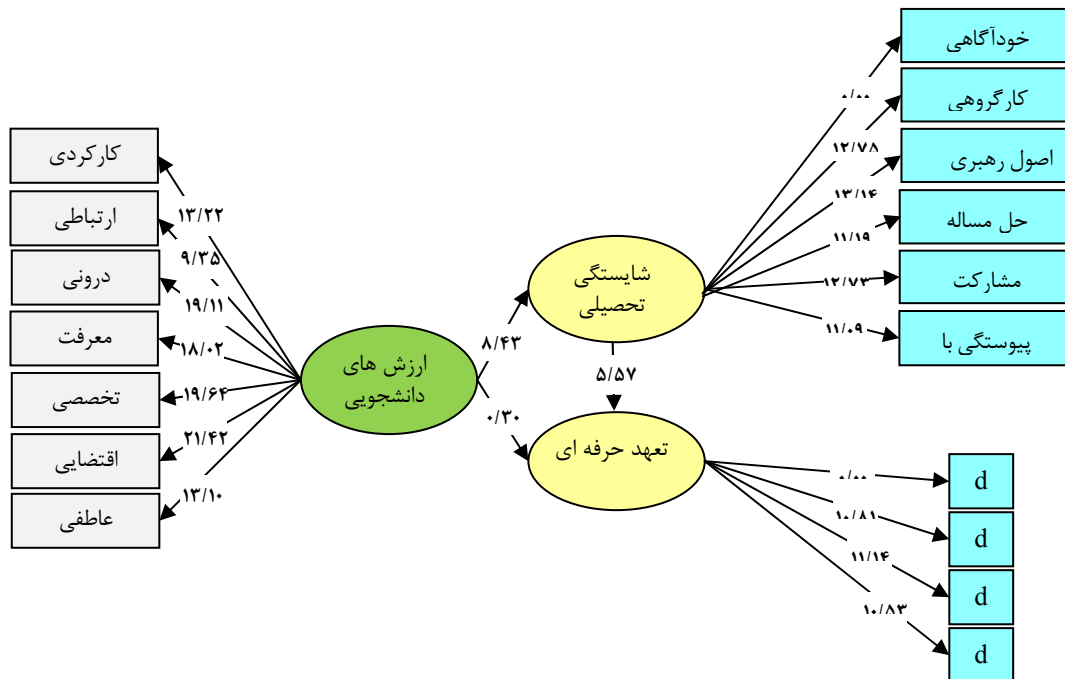 خودآگاهی
کارگروهی
اصول رهبری
حل مساله
مشارکت
پیوستگی با
۰/۰۰
۱۲/۷۸
۱۳/۱۴
۱۱/۱۹
۱۲/۷۳
۱۱/۰۹
شایستگی
تحصیلی
۸/۴۳
۵/۵۷
۰/۳۰
ارزش های
دانشجویی
تعهد حرفه ای
کارکردی
ارتباطی
درونی
معرفت
تخصصی
اقتضایی
عاطفی
۱۳/۲۲
۹/۳۵
۱۹/۱۱
۱۸/۰۲
۱۹/۶۴
۲۱/۴۲
۱۳/۱۰
۰/۰۰
۱۰/۸۱
۱۱/۱۴
۱۰/۸۳
d
d
d
d